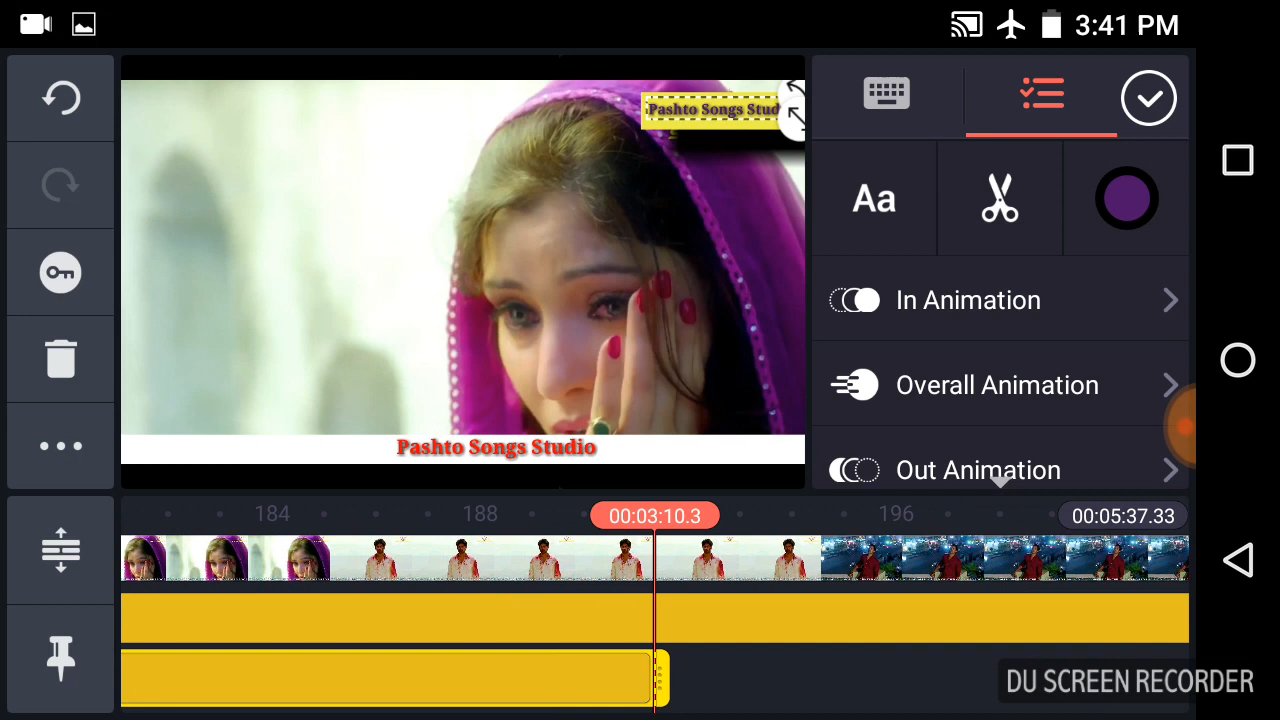 3:41 PM
Pashto Songs Stud
Pashto Songs Studio
Aa
In Animation
Overall Animation
Out Animation
184
188
00:03:10.3
196
00:05:37.33
DU SCREEN RECORDER